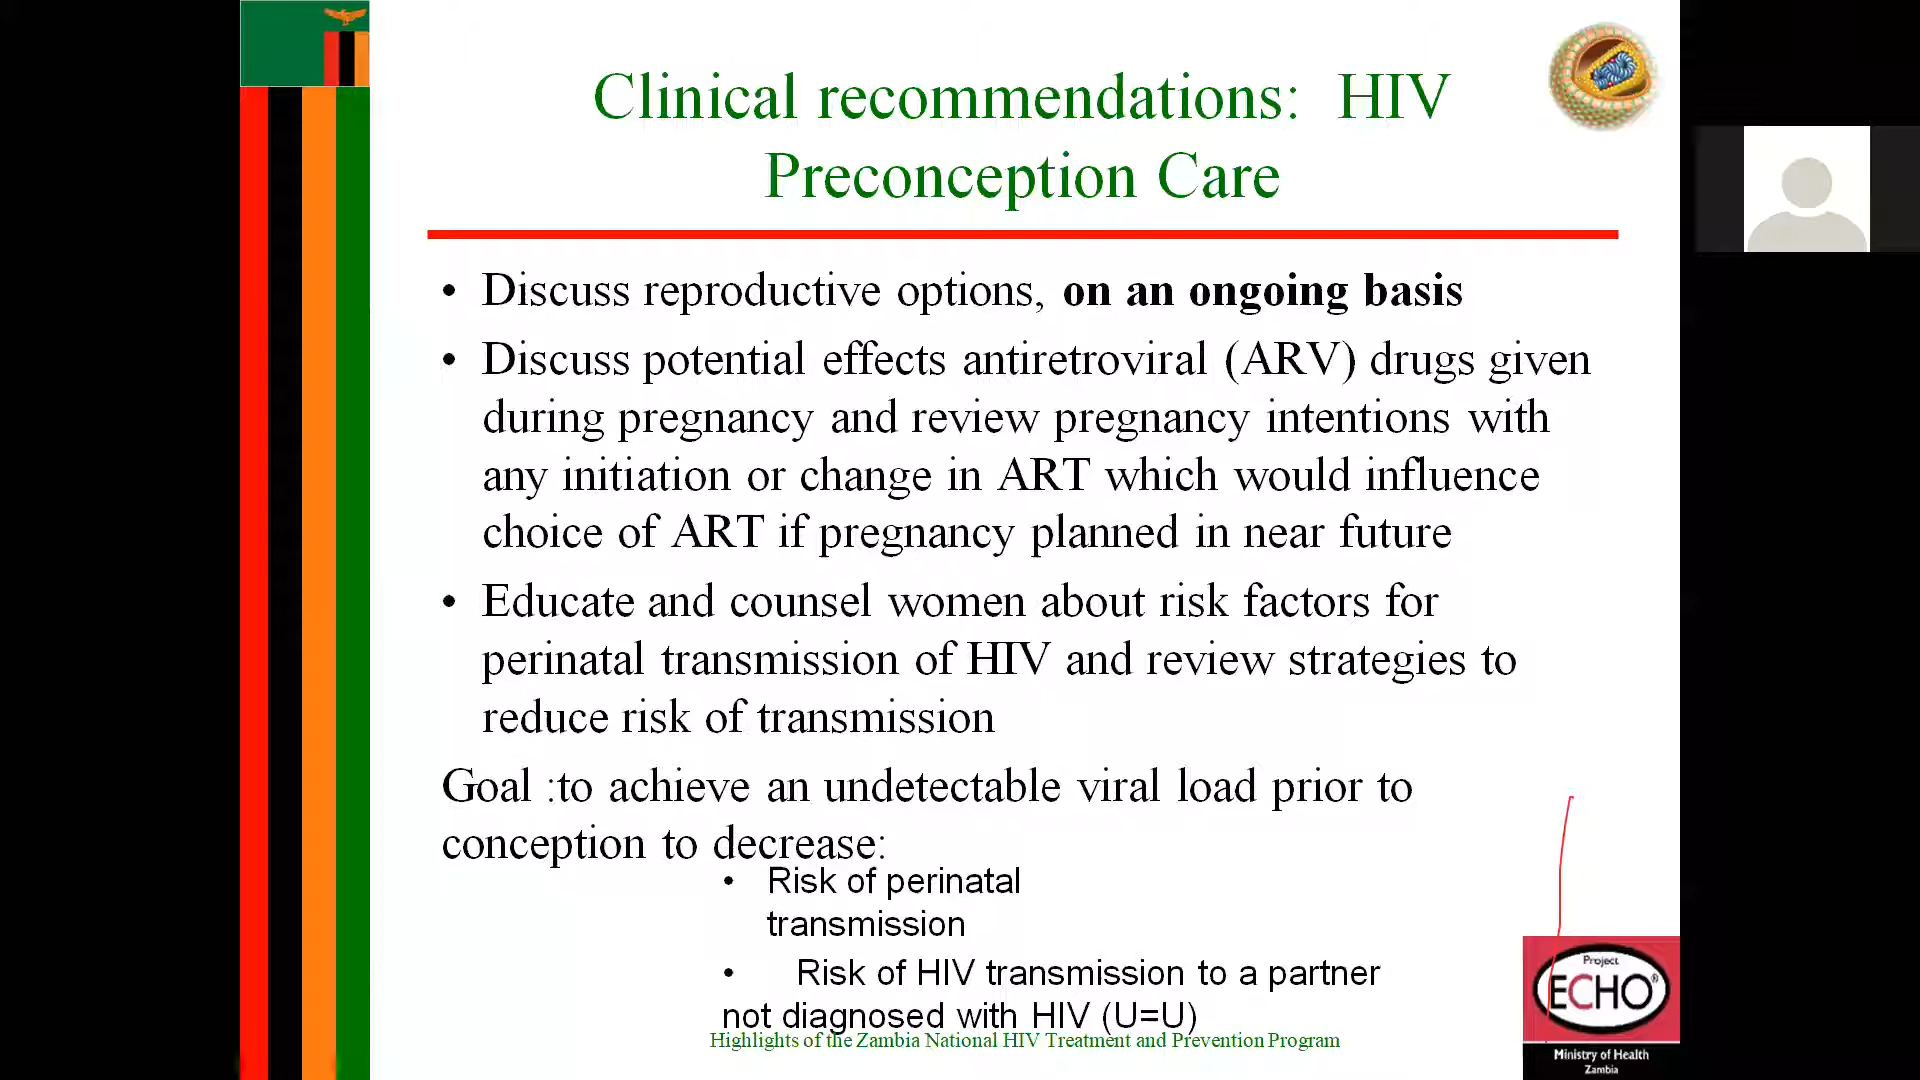 Clinical recommendations: HIV
Preconception Care
• Discuss reproductive options, on an ongoing basis
• Discuss potential effects antiretroviral (ARV) drugs given
during pregnancy and review pregnancy intentions with
any initiation or change in ART which would influence
choice of ART if pregnancy planned in near future
• Educate and counsel women about risk factors for
perinatal transmission of HIV and review strategies to
reduce risk of transmission
Goal :to achieve an undetectable viral load prior to
conception to decrease:
• Risk of perinatal
transmission
• Risk of HIV transmission to a partner
not diagnosed with HIV (U=U)
Highlights of the Zambia National HIV Treatment and Prevention Program
Project
ECHO®
Ministry of Health
Zambia